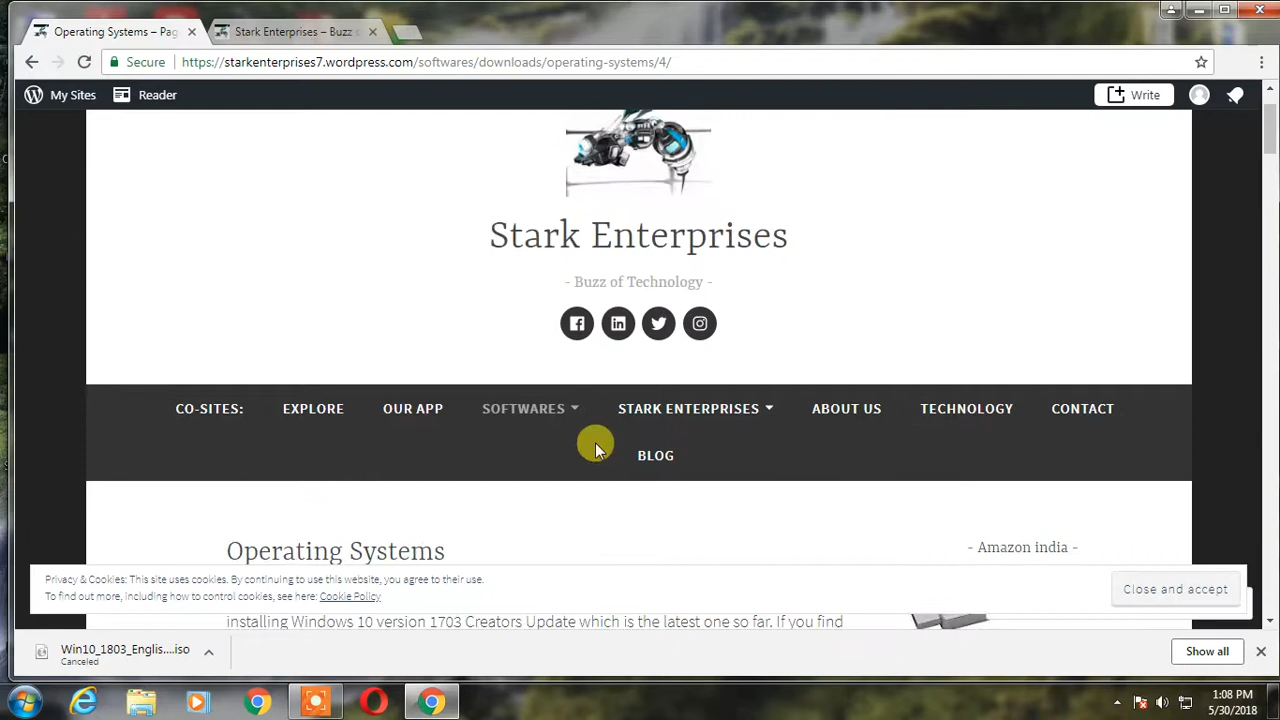 Operating Systems – Pag
Stark Enterprises – Buzz o
Secure
https://starkenterprises7.wordpress.com/softwares/downloads/operating-systems/4/
My Sites
Reader
Write
Stark Enterprises
- Buzz of Technology -
CO-SITES:
EXPLORE
OUR APP
SOFTWARES
STARK ENTERPRISES
ABOUT US
TECHNOLOGY
CONTACT
BLOG
Operating Systems
- Amazon india -
Privacy & Cookies: This site uses cookies. By continuing to use this website, you agree to their use.
To find out more, including how to control cookies, see here: Cookie Policy
Close and accept
installing Windows 10 version 1703 Creators Update which is the latest one so far. If you find
Win10_1803_Englis....iso
Canceled
Show all
1:08 PM
5/30/2018